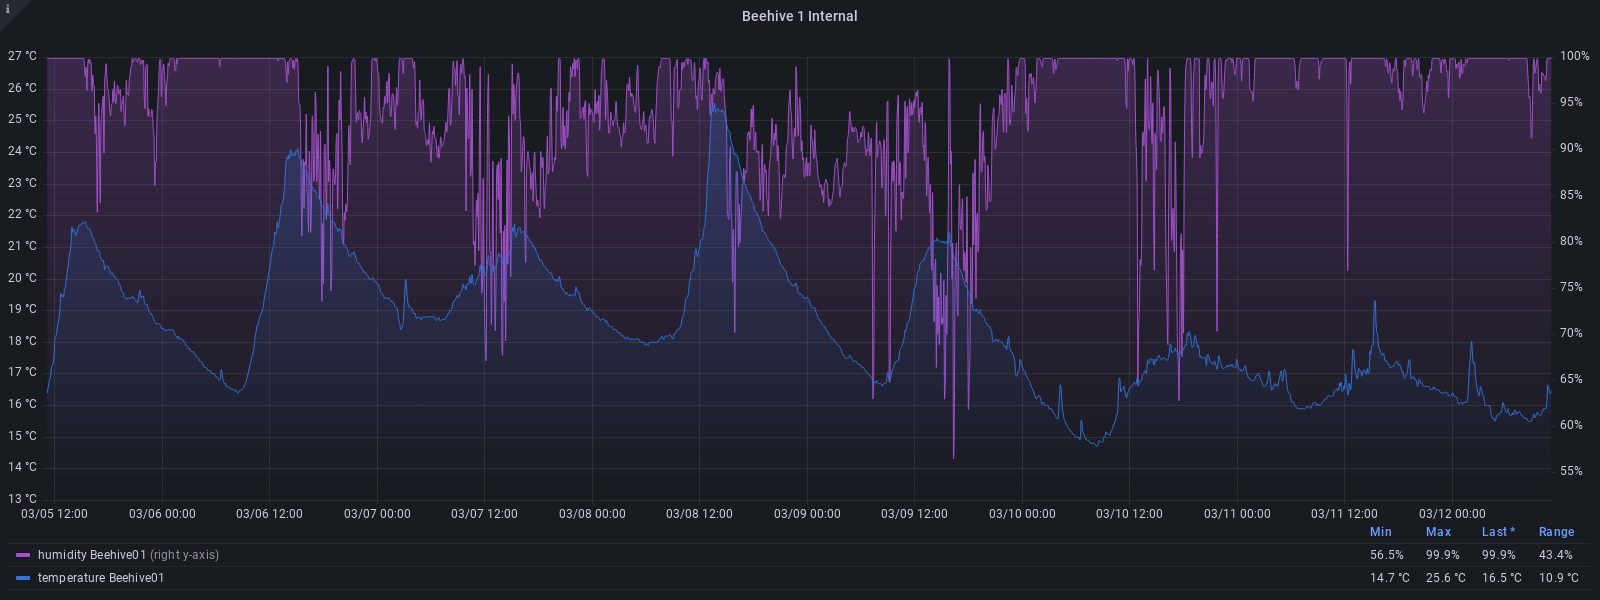 i
Beehive 1 Internal
27 °C 100%
26 °C 95%
25 °C 90%
24 °C 85%
23 °C 80%
22 °C 75%
21 °C 70%
20 °C 65%
19 °C 60%
18 °C 55%
17 °C
16 °C
15 °C
14 °C
13 °C
03/05 12:00 03/06 00:00 03/06 12:00 03/07 00:00 03/07 12:00 03/08 00:00 03/08 12:00 03/09 00:00 03/09 12:00 03/10 00:00 03/10 12:00 03/11 00:00 03/11 12:00 03/12 00:00
Min Max Last * Range
humidity Beehive01 (right y-axis) 56.5% 99.9% 99.9% 43.4%
temperature Beehive01 14.7 °C 25.6 °C 16.5 °C 10.9 °C